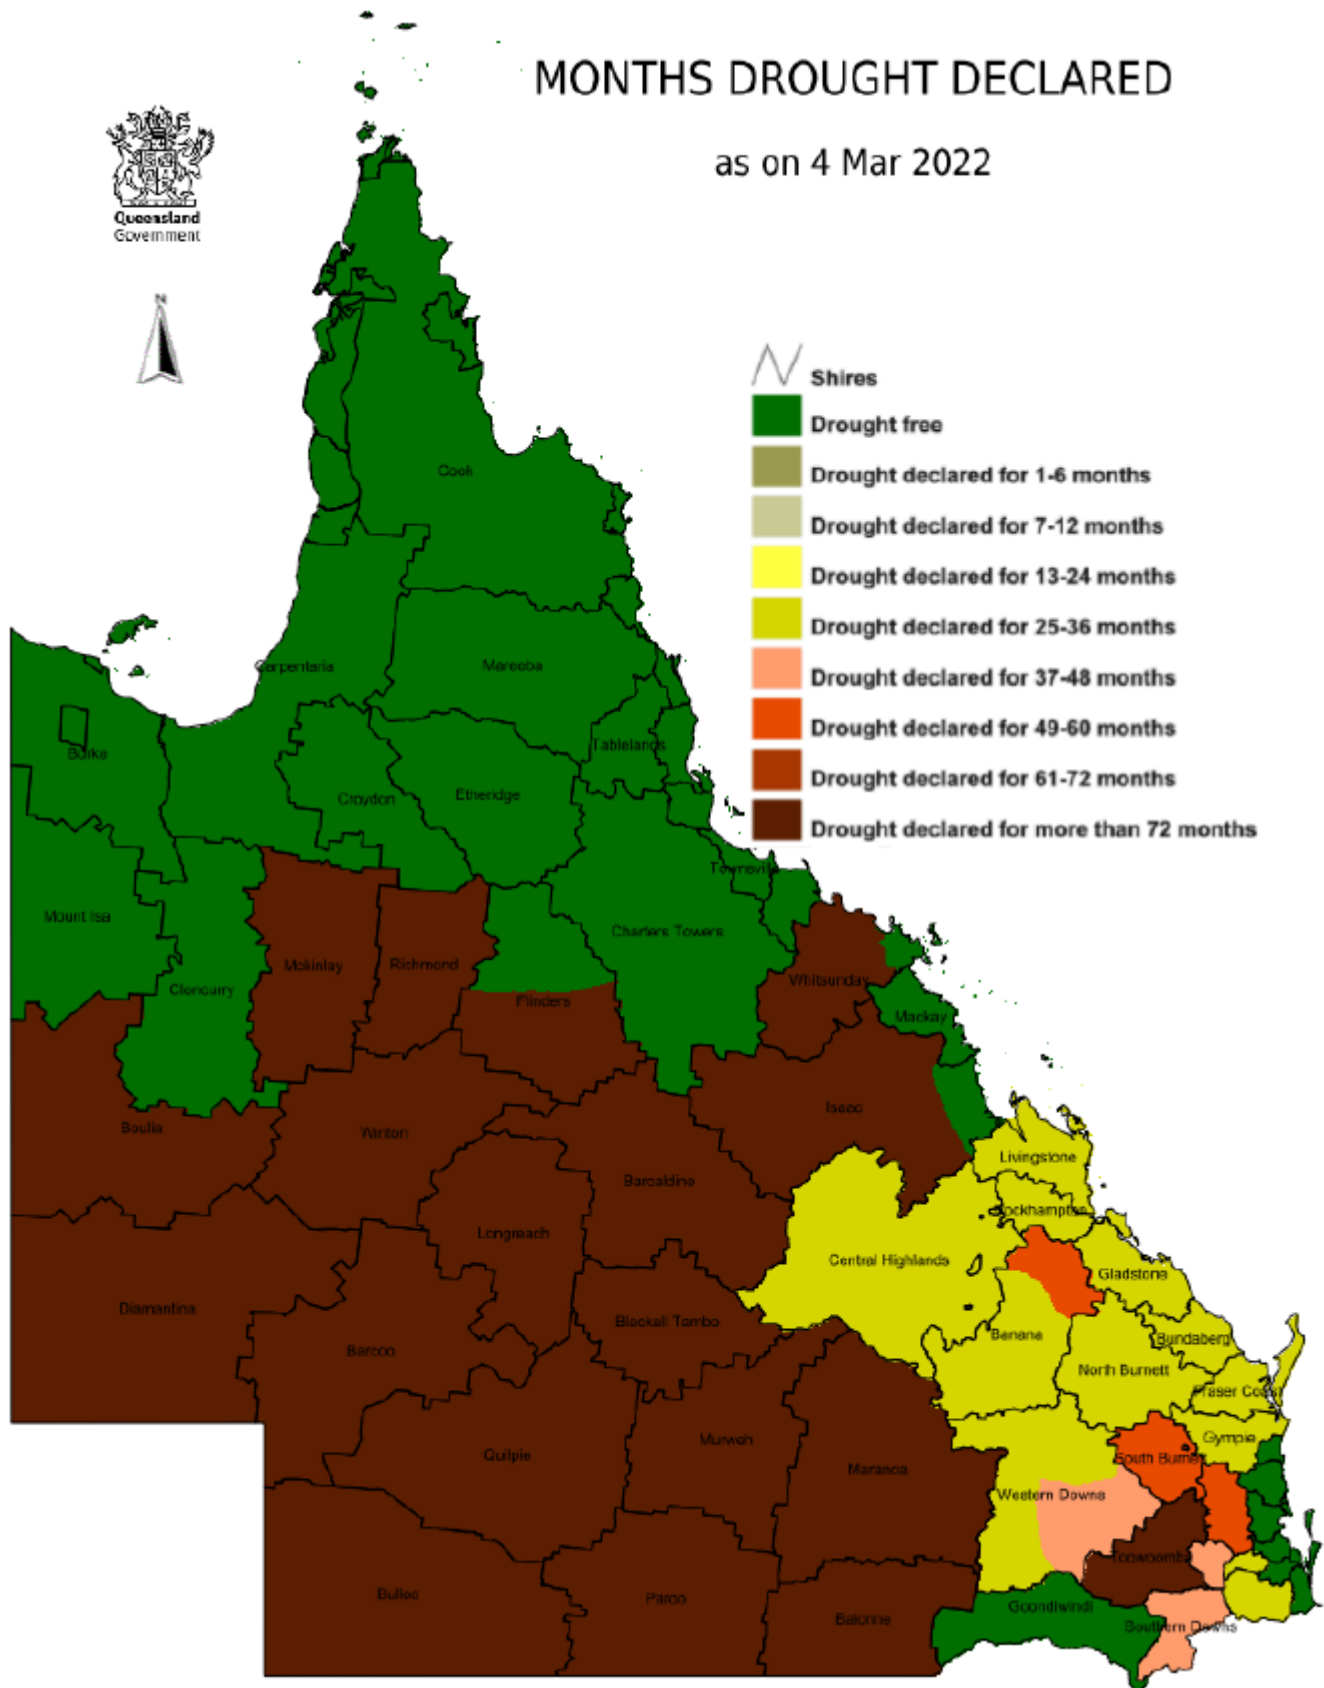 MONTHS DROUGHT DECLARED
as on 4 Mar 2022
Queensland
Government
N
Shires
Drought free
Drought declared for 1-6 months
Drought declared for 7-12 months
Drought declared for 13-24 months
Drought declared for 25-36 months
Drought declared for 37-48 months
Drought declared for 49-60 months
Drought declared for 61-72 months
Drought declared for more than 72 months
Cook
Carpentaria
Mareeba
Burke
Tablelands
Croydon
Etheridge
Townsville
Mount Isa
Charters Towers
Mckinlay
Richmond
Cloncurry
Flinders
Whitsunday
Mackay
Boulia
Winton
Isaac
Livingstone
Barcaldine
Rockhampton
Longreach
Central Highlands
Gladstone
Diamantina
Blackall Tambo
Barcoo
Banana
Bundaberg
North Burnett
Fraser Coast
Quilpie
Murweh
Maranoa
Gympie
South Burnett
Western Downs
Toowoomba
Bulloo
Paroo
Balonne
Goondiwindi
Southern Downs